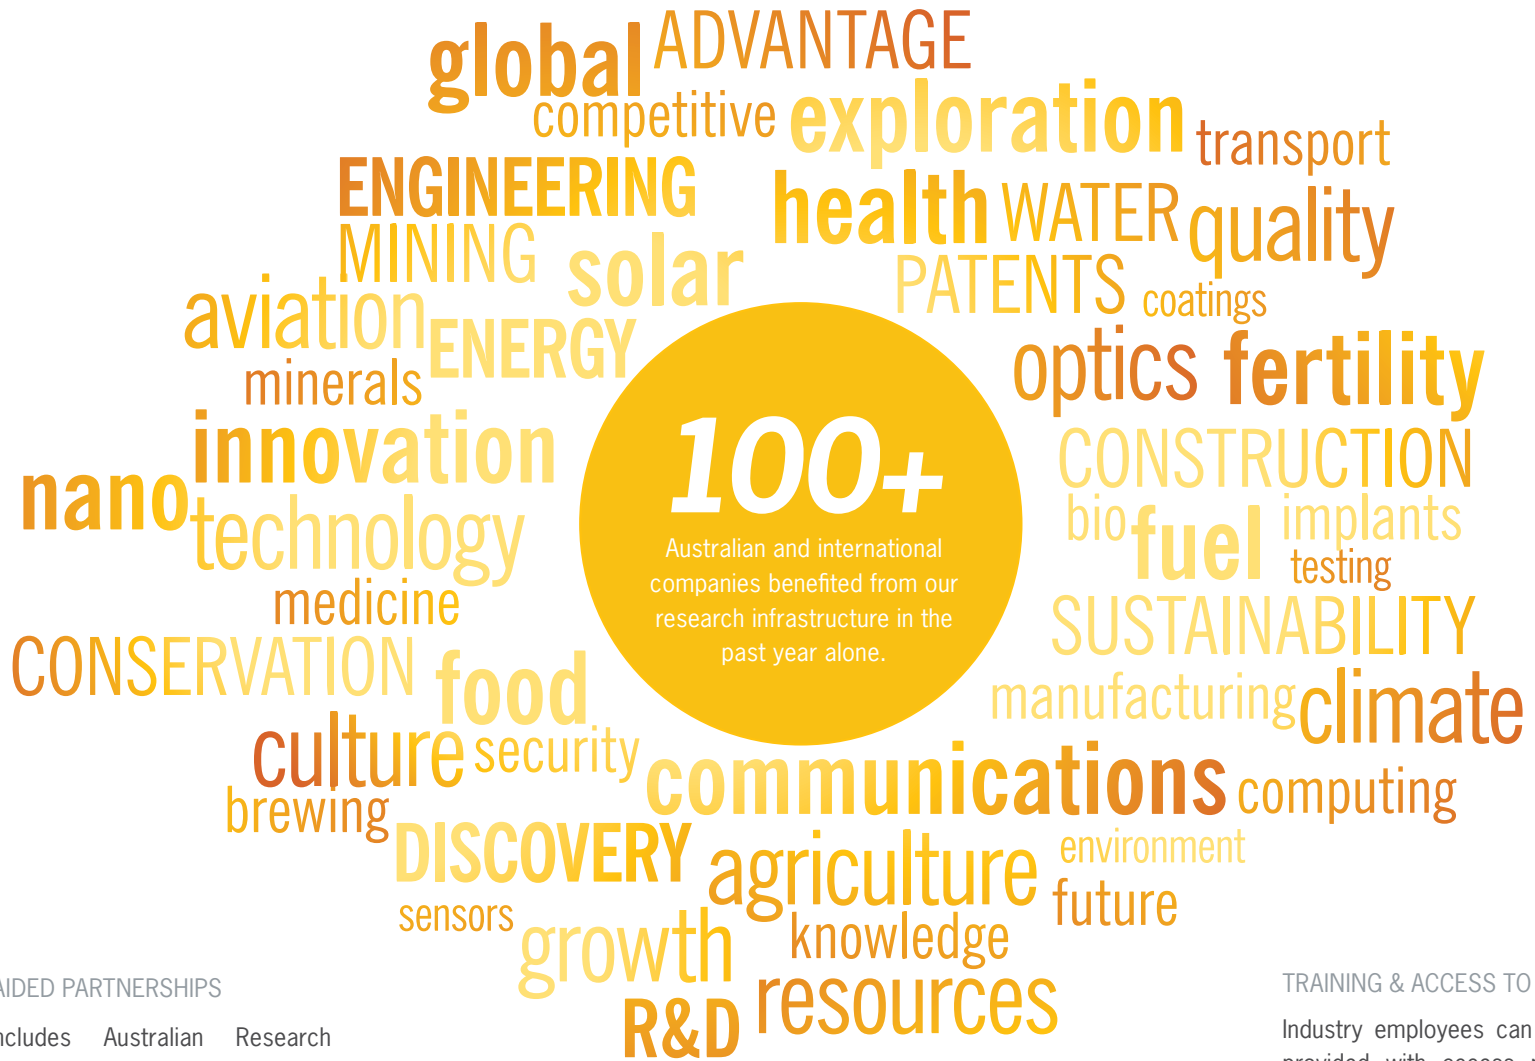 global ADVANTAGE
competitive exploration transport
ENGINEERING health WATER quality
MINING solar PATENTS coatings
aviation ENERGY optics fertility
minerals
innovation CONSTRUCTION
nano technology bio fuel implants
testing
medicine SUSTAINABILITY
100+
Australian and international
companies benefited from our
research infrastructure in the
past year alone.
CONSERVATION food manufacturing climate
culture security communications computing
brewing
DISCOVERY agriculture environment
sensors growth knowledge future
R&D resources
AIDED PARTNERSHIPS
ncludes Australian Research
TRAINING & ACCESS TO
Industry employees can
provided with access